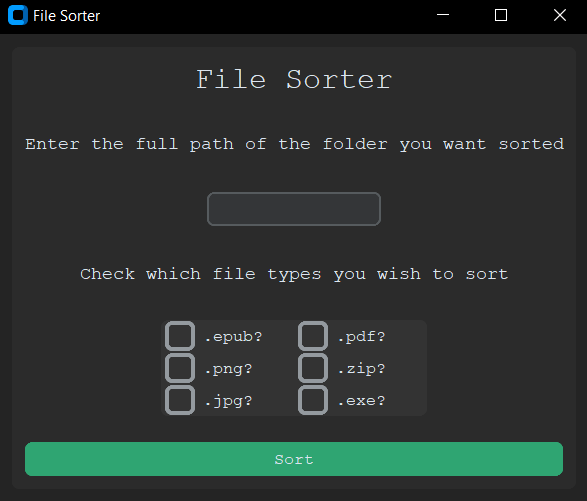 File Sorter
File Sorter
Enter the full path of the folder you want sorted
Check which file types you wish to sort
.epub? .pdf?
.png? .zip?
.jpg? .exe?
Sort